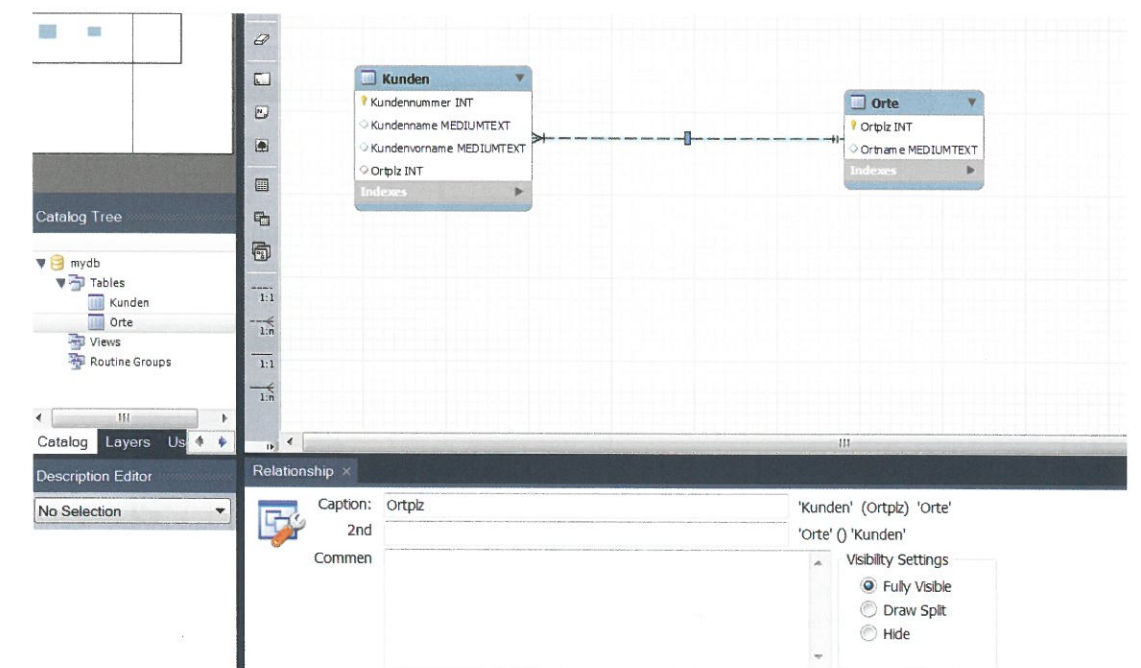 Kunden
Kundennummer INT
Kundenname MEDIUMTEXT
Kundenvorname MEDIUMTEXT
Ortplz INT
Indexes
Orte
Ortplz INT
Ortname MEDIUMTEXT
Indexes
Catalog Tree
mydb
Tables
Kunden
Orte
Views
Routine Groups
1:1
1:n
1:1
1:n
Catalog Layers Us
Description Editor
No Selection
Relationship ×
Caption: Ortplz 'Kunden' (Ortplz) 'Orte'
2nd 'Orte' () 'Kunden'
Commen Visibility Settings
Fully Visible
Draw Split
Hide